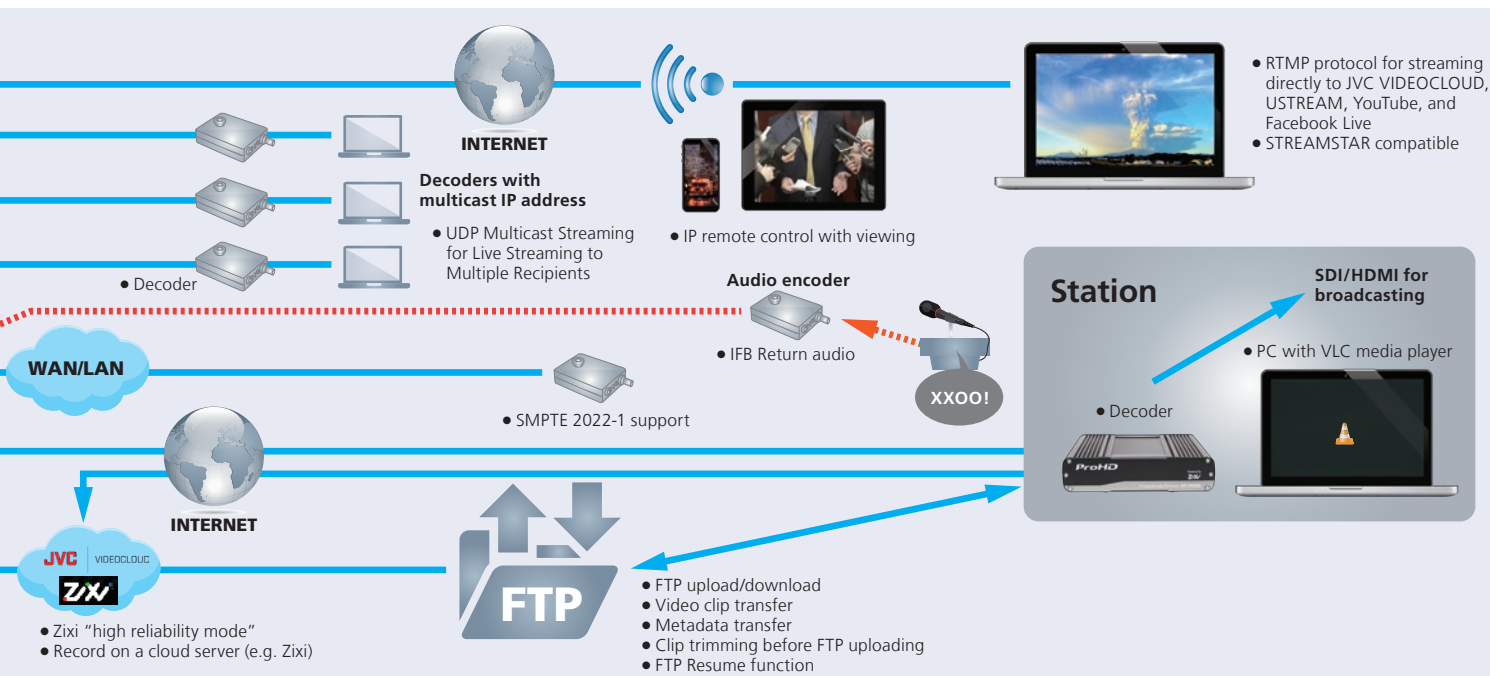 INTERNET
● RTMP protocol for streaming
directly to JVC VIDEOCLOUD,
USTREAM, YouTube, and
Facebook Live
● STREAMSTAR compatible
Decoders with
multicast IP address
● UDP Multicast Streaming
for Live Streaming to
Multiple Recipients
● IP remote control with viewing
● Decoder
Audio encoder
● IFB Return audio
XXOO!
WAN/LAN
● SMPTE 2022-1 support
Station
SDI/HDMI for
broadcasting
● PC with VLC media player
● Decoder
ProHD
Zixi
INTERNET
JVC VIDEOCLOUD
Zixi
● Zixi “high reliability mode”
● Record on a cloud server (e.g. Zixi)
FTP
● FTP upload/download
● Video clip transfer
● Metadata transfer
● Clip trimming before FTP uploading
● FTP Resume function